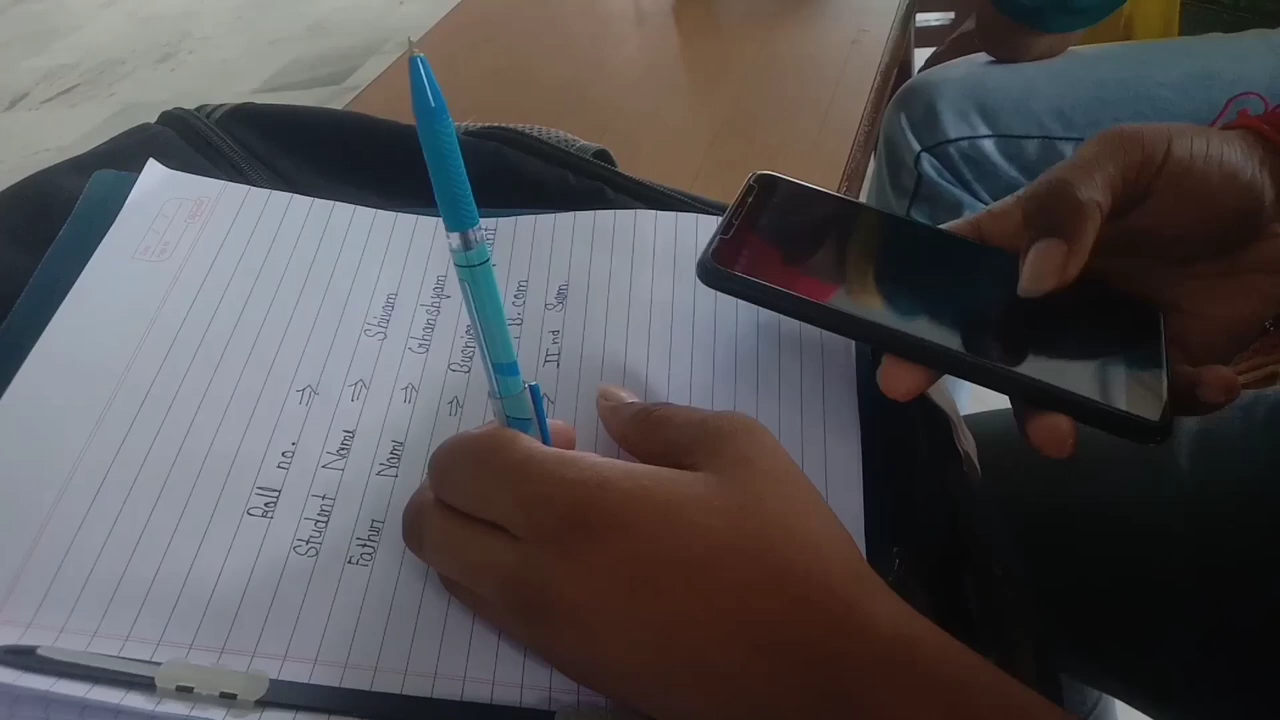 Roll no. ⇒
Student Name ⇒ Shivam
Father Name ⇒ Ghanshyam
⇒
B.com
⇒ IInd Sem